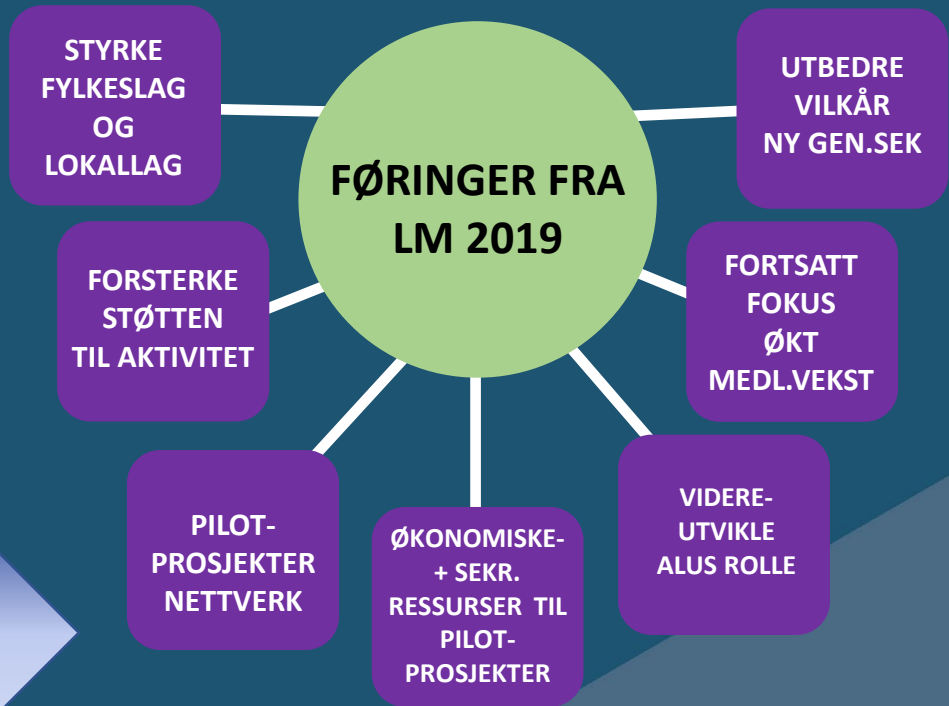 FØRINGER FRA
LM 2019
STYRKE
FYLKESLAG
OG
LOKALLAG
FORSTERKE
STØTTEN
TIL AKTIVITET
PILOT-
PROSJEKTER
NETTVERK
ØKONOMISKE-
+ SEKR.
RESSURSER TIL
PILOT-
PROSJEKTER
VIDERE-
UTVIKLE
ALUS ROLLE
FORTSATT
FOKUS
ØKT
MEDL.VEKST
UTBEDRE
VILKÅR
NY GEN.SEK